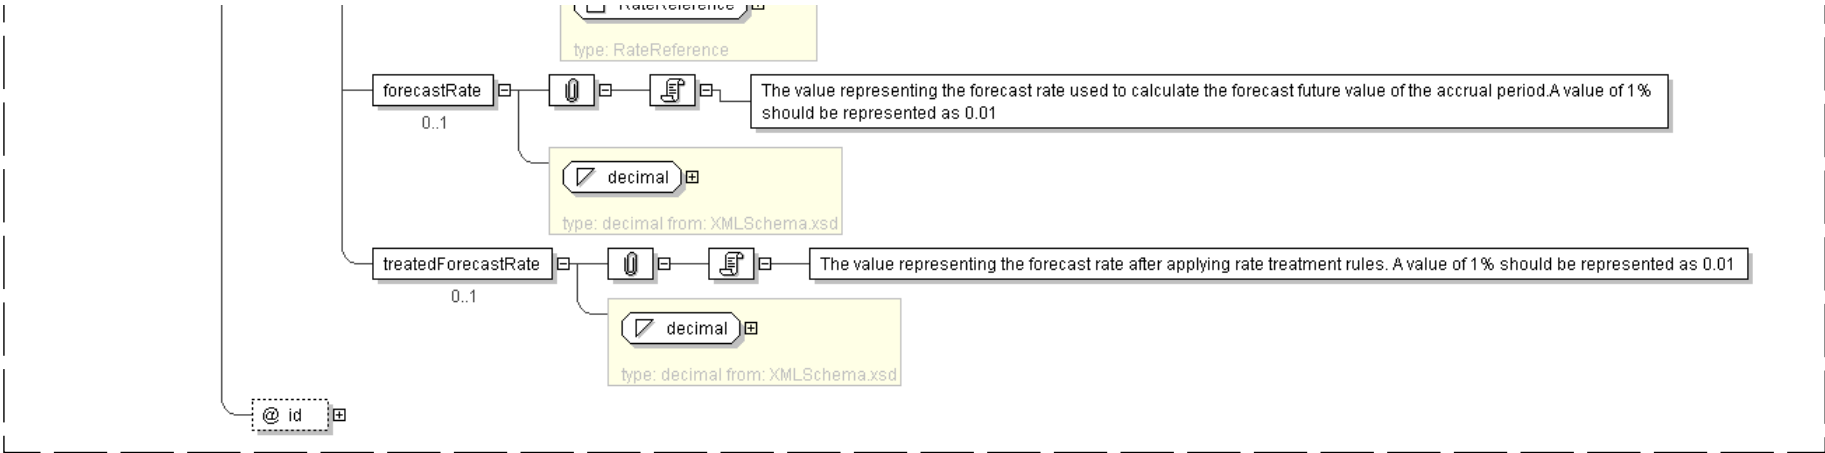 RateReference
type: RateReference
forecastRate
The value representing the forecast rate used to calculate the forecast future value of the accrual period.A value of 1%
should be represented as 0.01
0..1
decimal
type: decimal from: XMLSchema.xsd
treatedForecastRate
The value representing the forecast rate after applying rate treatment rules. A value of 1% should be represented as 0.01
0..1
decimal
type: decimal from: XMLSchema.xsd
@ id